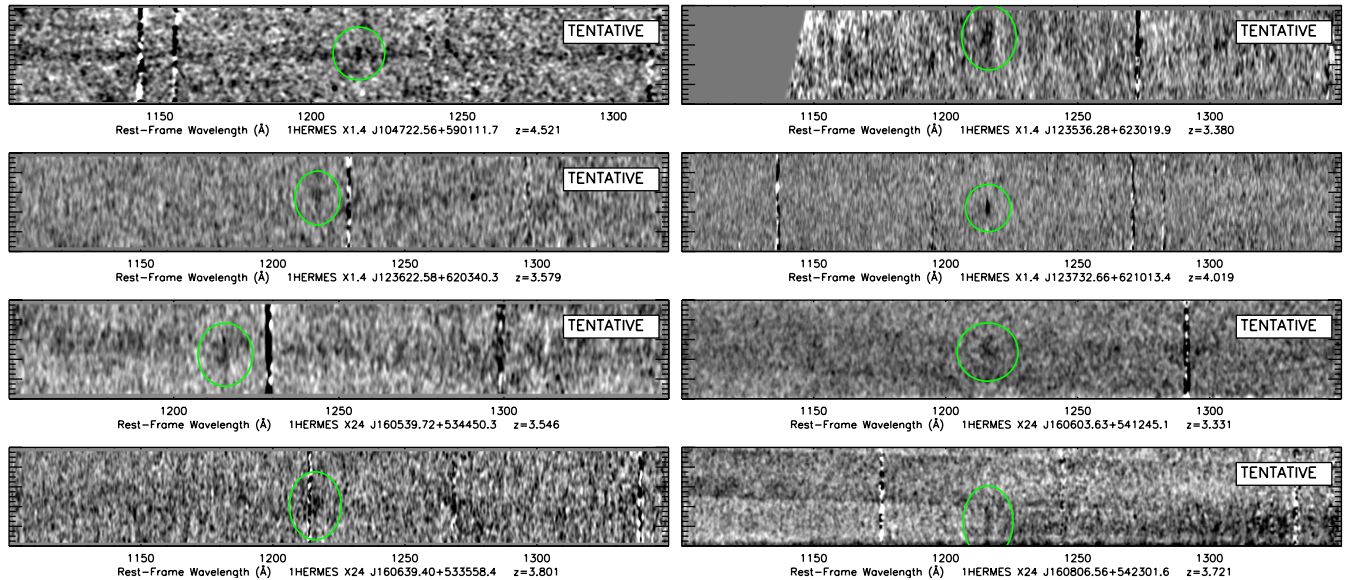 TENTATIVE
1150 1200 1250 1300
Rest-Frame Wavelength (Å) 1HERMES X1.4 J104722.56+590111.7 z=4.521
TENTATIVE
1150 1200 1250 1300
Rest-Frame Wavelength (Å) 1HERMES X1.4 J123536.28+623019.9 z=3.380
TENTATIVE
1150 1200 1250 1300
Rest-Frame Wavelength (Å) 1HERMES X1.4 J123622.58+620340.3 z=3.579
TENTATIVE
1150 1200 1250 1300
Rest-Frame Wavelength (Å) 1HERMES X1.4 J123732.66+621013.4 z=4.019
TENTATIVE
1200 1250 1300
Rest-Frame Wavelength (Å) 1HERMES X24 J160539.72+534450.3 z=3.546
TENTATIVE
1150 1200 1250 1300
Rest-Frame Wavelength (Å) 1HERMES X24 J160603.63+541245.1 z=3.331
1150 1200 1250 1300
Rest-Frame Wavelength (Å) 1HERMES X24 J160639.40+533558.4 z=3.801
TENTATIVE
1150 1200 1250 1300
Rest-Frame Wavelength (Å) 1HERMES X24 J160806.56+542301.6 z=3.721